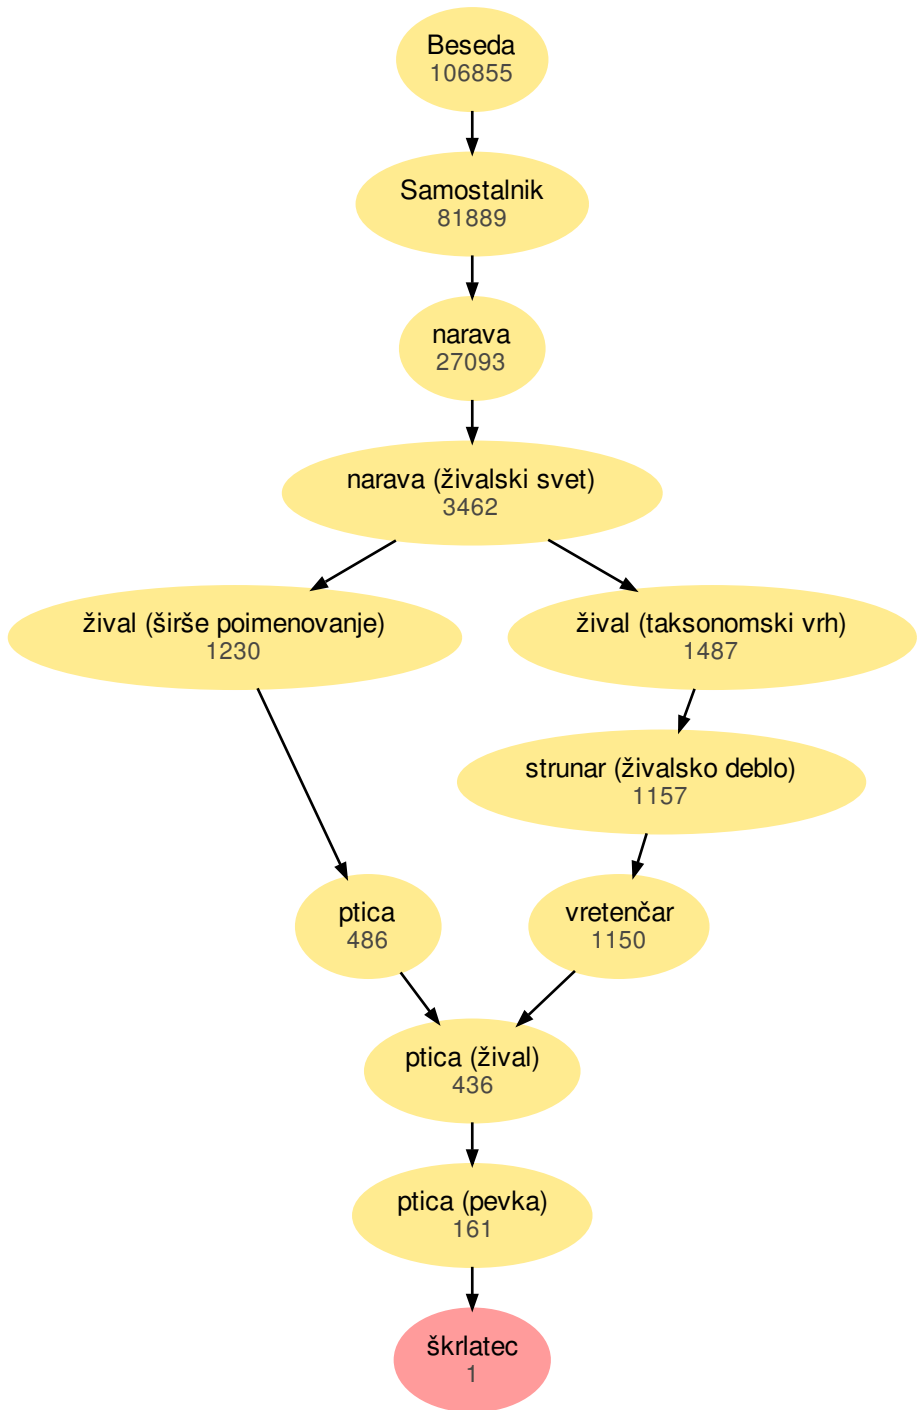 Beseda
106855
Samostalnik
81889
narava
27093
narava (živalski svet)
3462
žival (širše poimenovanje)
1230
žival (taksonomski vrh)
1487
strunar (živalsko deblo)
1157
ptica
486
vretenčar
1150
ptica (žival)
436
ptica (pevka)
161
škrlatec
1